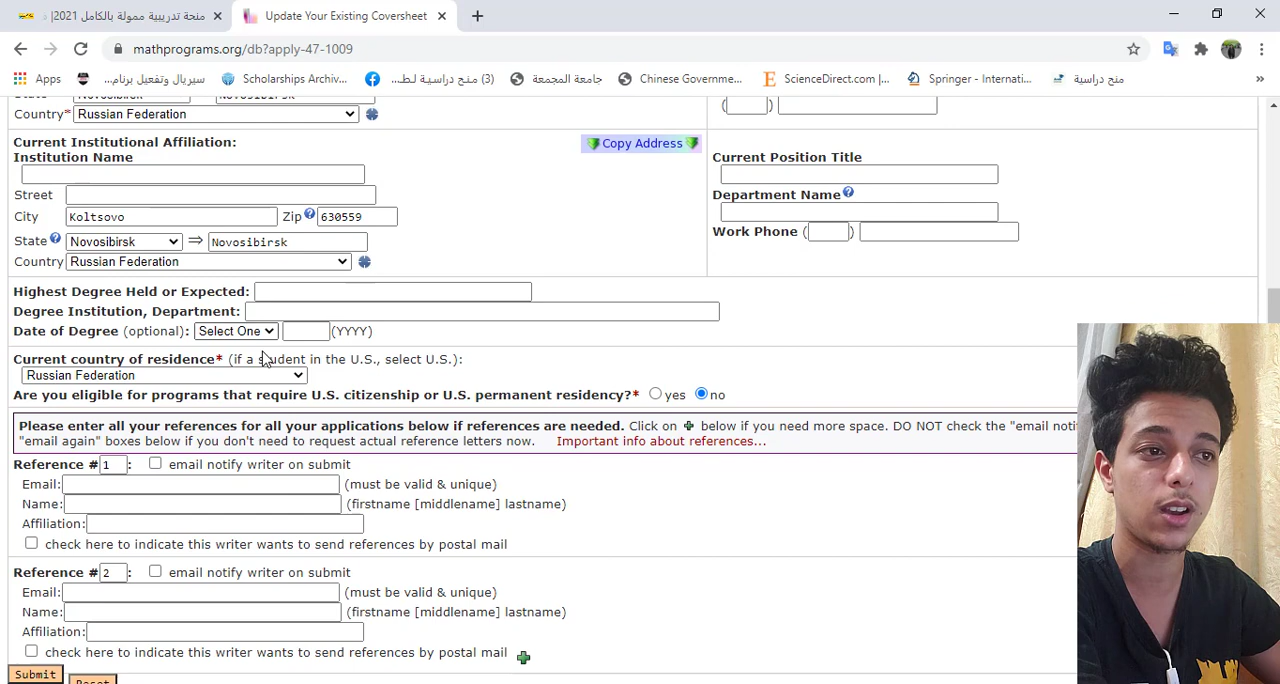 منحة تدريبية ممولة بالكامل 2021|
Update Your Existing Coversheet
mathprograms.org/db?apply-47-1009
Apps
سيريال وتفعيل برنام...
Scholarships Archiv...
(3) منح دراسية لط...
جامعة المجمعة
Chinese Governme...
ScienceDirect.com |...
Springer - Internati...
منح دراسية
»
State Novosibirsk Novosibirsk
Country* Russian Federation
( )
Current Institutional Affiliation:
Copy Address
Institution Name
Current Position Title
Street
Department Name
City Koltsovo Zip 630559
Work Phone ( )
State Novosibirsk ⇒ Novosibirsk
Country Russian Federation
Highest Degree Held or Expected:
Degree Institution, Department:
Date of Degree (optional): Select One (YYYY)
Current country of residence* (if a student in the U.S., select U.S.):
Russian Federation
Are you eligible for programs that require U.S. citizenship or U.S. permanent residency?* yes no
Please enter all your references for all your applications below if references are needed. Click on below if you need more space. DO NOT check the "email noti
"email again" boxes below if you don't need to request actual reference letters now. Important info about references...
Reference # 1 : email notify writer on submit
Email: (must be valid & unique)
Name: (firstname [middlename] lastname)
Affiliation:
check here to indicate this writer wants to send references by postal mail
Reference # 2 : email notify writer on submit
Email: (must be valid & unique)
Name: (firstname [middlename] lastname)
Affiliation:
check here to indicate this writer wants to send references by postal mail
Submit
Reset